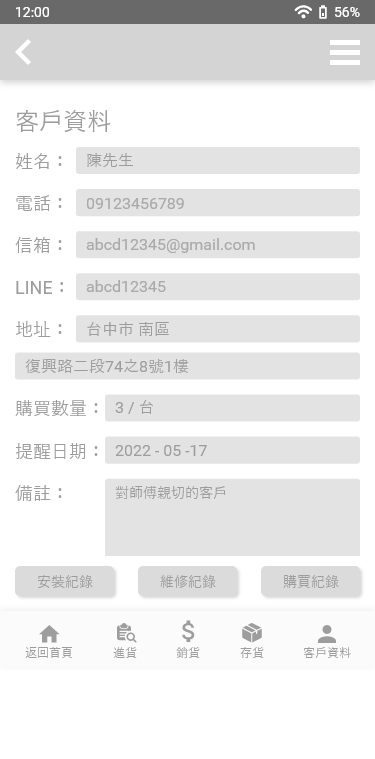 12:00 56%
客戶資料
姓名： 陳先生
電話： 09123456789
信箱： abcd12345@gmail.com
LINE： abcd12345
地址： 台中市 南區
復興路二段74之8號1樓
購買數量： 3 / 台
提醒日期： 2022 - 05 -17
備註： 對師傅親切的客戶
安裝紀錄 維修紀錄 購買紀錄
返回首頁 進貨 銷貨 存貨 客戶資料